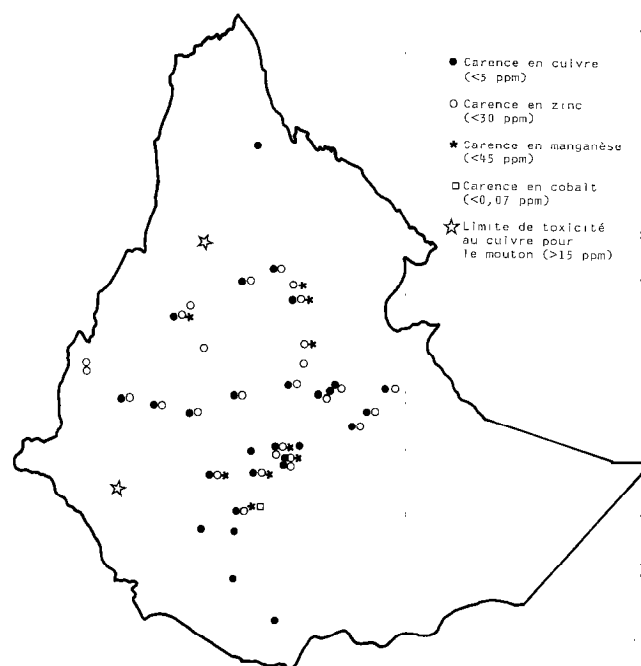 Carence en cuivre
(<5 ppm)
Carence en zinc
(<30 ppm)
Carence en manganèse
(<45 ppm)
Carence en cobalt
(<0,07 ppm)
Limite de toxicité
au cuivre pour
le mouton (>15 ppm)